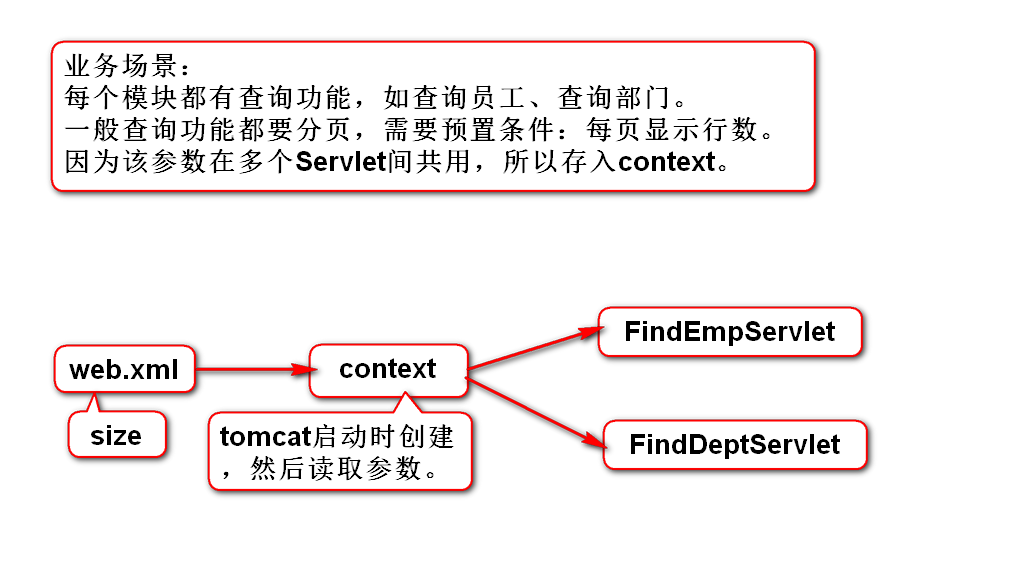 业务场景：
每个模块都有查询功能，如查询员工、查询部门。
一般查询功能都要分页，需要预置条件：每页显示行数。
因为该参数在多个Servlet间共用，所以存入context。
FindEmpServlet
web.xml
context
size
tomcat启动时创建
，然后读取参数。
FindDeptServlet